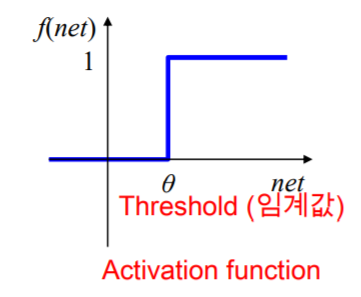 f(net)
1
θ net
Threshold (임계값)
Activation function